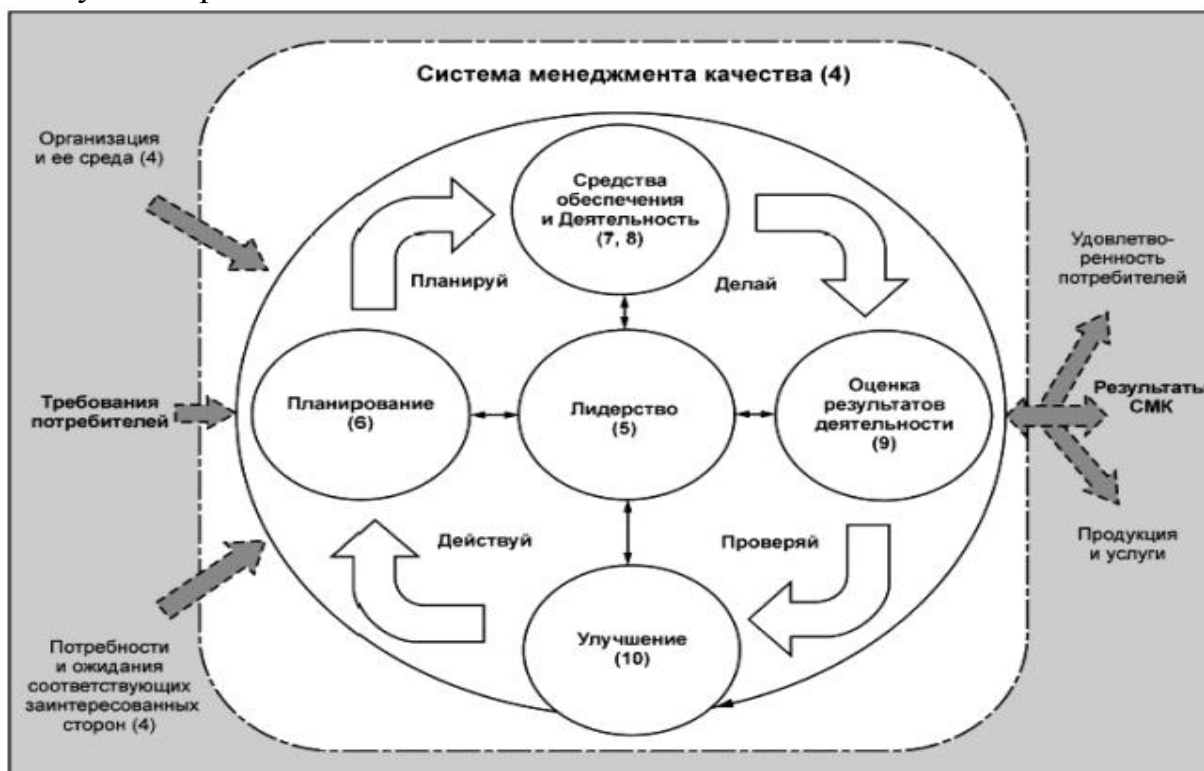 Система менеджмента качества (4)
Организация
и ее среда (4)
Средства
обеспечения
и Деятельность
(7, 8)
Планируй
Делай
Удовлетво-
ренность
потребителей
Требования
потребителей
Планирование
(6)
Лидерство
(5)
Оценка
результатов
деятельности
(9)
Результаты
СМК
Действуй
Проверяй
Продукция
и услуги
Потребности
и ожидания
соответствующих
заинтересованных
сторон (4)
Улучшение
(10)